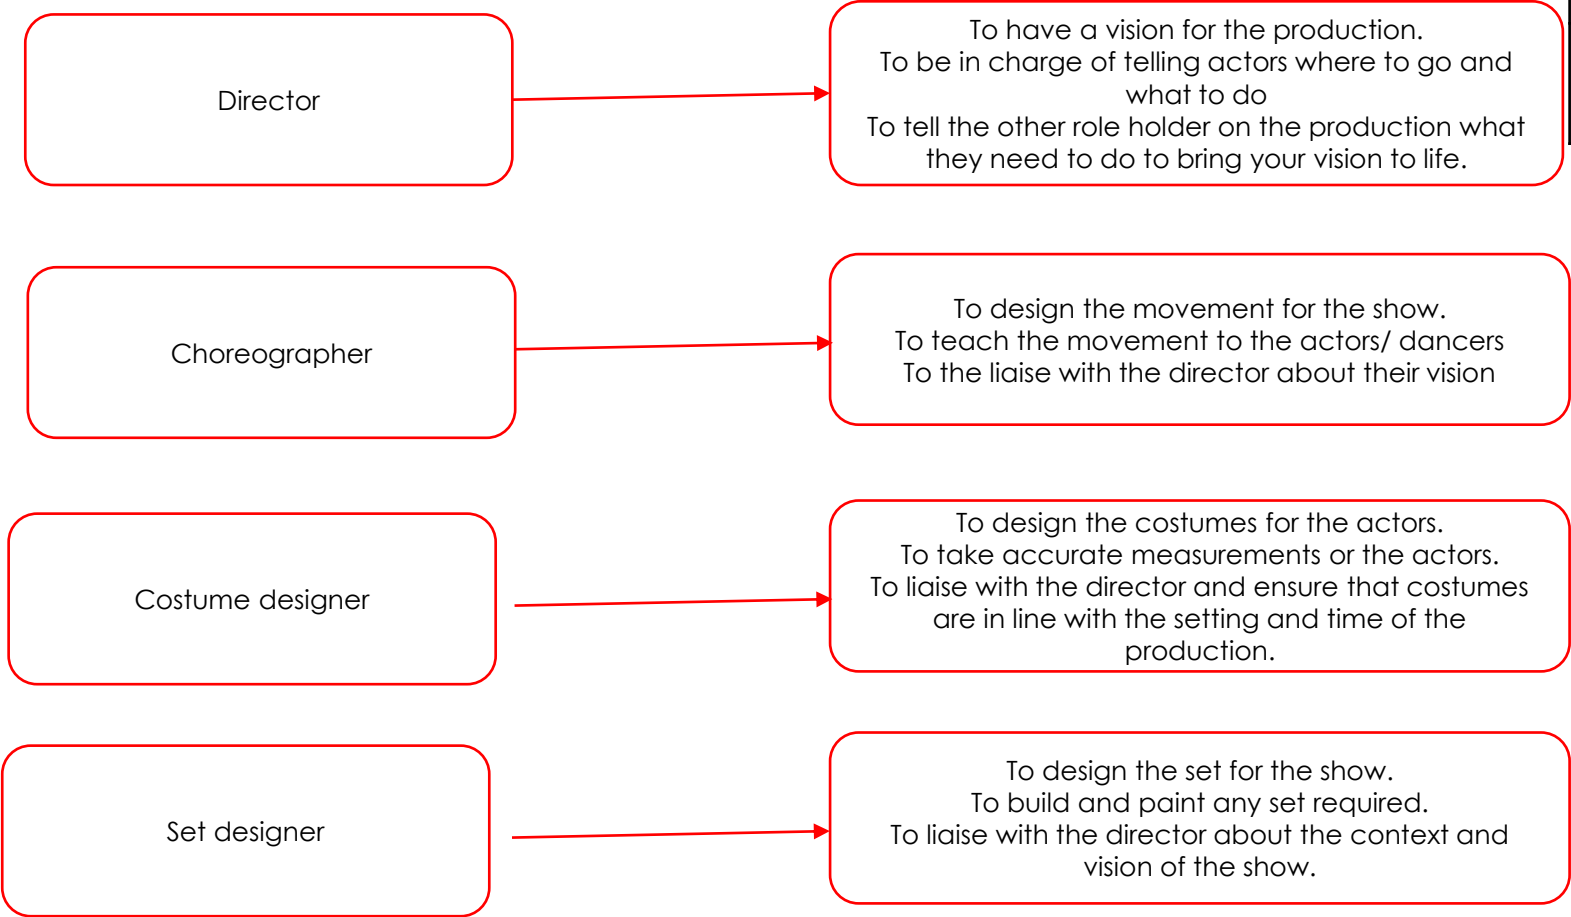 Director
To have a vision for the production.
To be in charge of telling actors where to go and
what to do
To tell the other role holder on the production what
they need to do to bring your vision to life.
Choreographer
To design the movement for the show.
To teach the movement to the actors/ dancers
To the liaise with the director about their vision
Costume designer
To design the costumes for the actors.
To take accurate measurements or the actors.
To liaise with the director and ensure that costumes
are in line with the setting and time of the
production.
Set designer
To design the set for the show.
To build and paint any set required.
To liaise with the director about the context and
vision of the show.